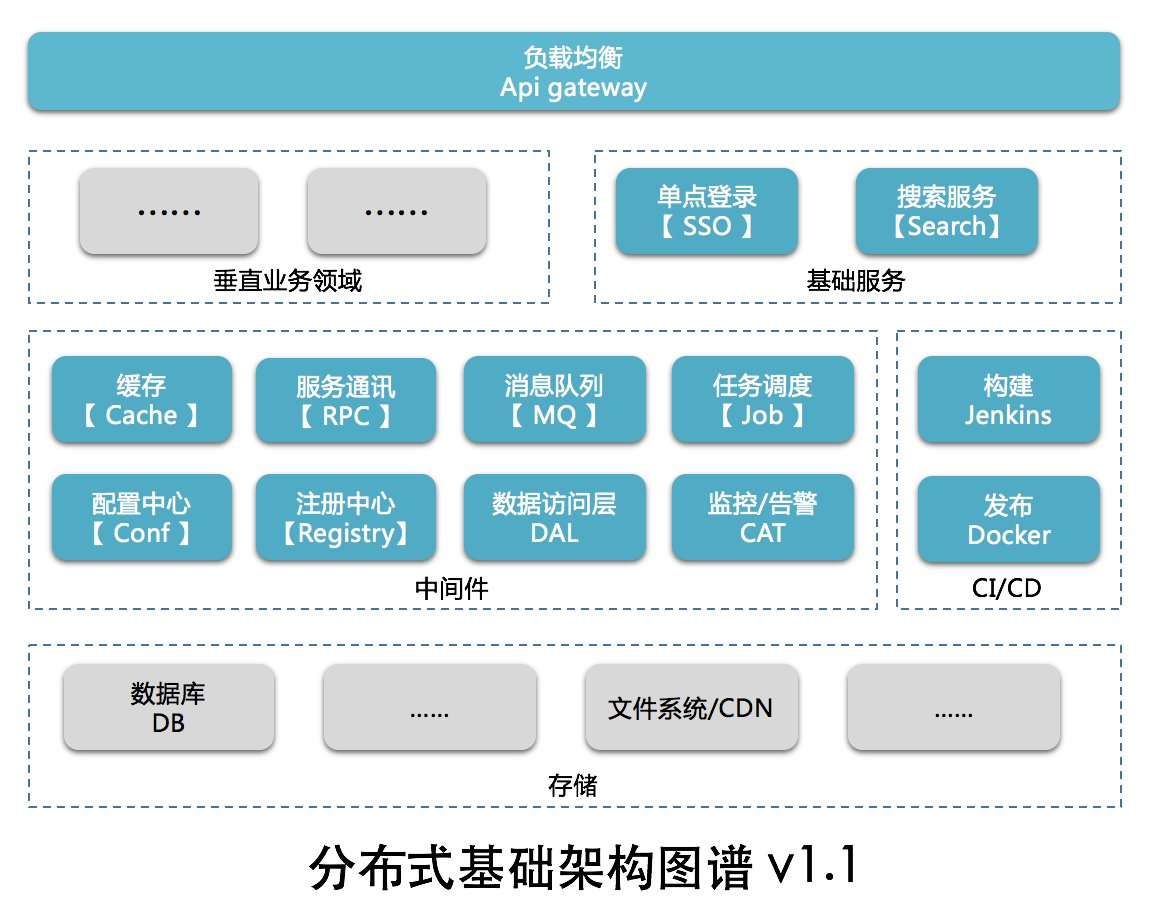 负载均衡
Api gateway
······
······
垂直业务领域
单点登录
【 SSO 】
搜索服务
【Search】
基础服务
缓存
【 Cache 】
服务通讯
【 RPC 】
消息队列
【 MQ 】
任务调度
【 Job 】
配置中心
【 Conf 】
注册中心
【Registry】
数据访问层
DAL
监控/告警
CAT
中间件
构建
Jenkins
发布
Docker
CI/CD
数据库
DB
......
文件系统/CDN
......
存储
分布式基础架构图谱 v1.1